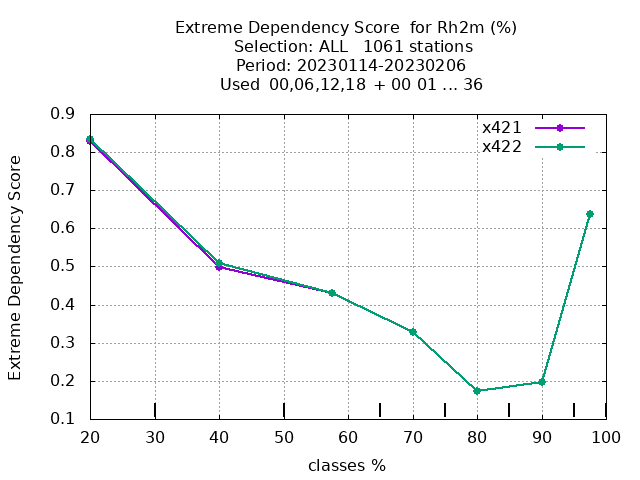 Extreme Dependency Score  for Rh2m (%)
Selection: ALL   1061 stations
Period: 20230114-20230206
Used  00,06,12,18  + 00 01 ... 36
x421
x422
Extreme Dependency Score
0.9
0.8
0.7
0.6
0.5
0.4
0.3
0.2
0.1
20 30 40 50 60 70 80 90 100
classes %